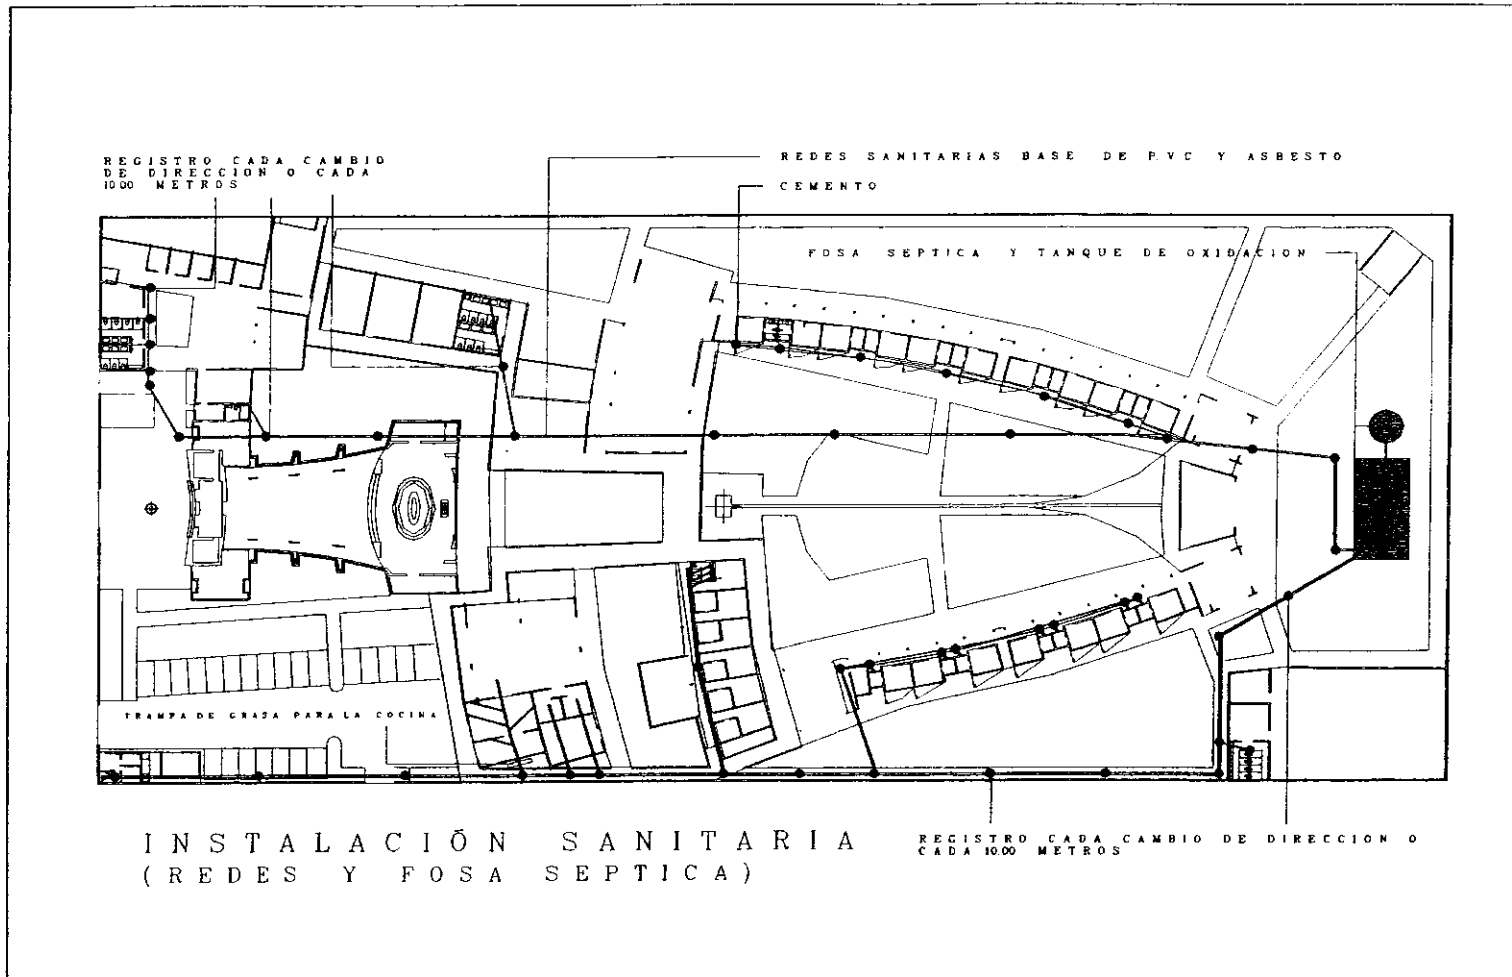 REGISTRO CADA CAMBIO
DE DIRECCION O CADA
10.00 METROS
REDES SANITARIAS BASE DE P.V.C Y ASBESTO
CEMENTO
FOSA SEPTICA Y TANQUE DE OXIDACION
TRAMPA DE GRASA PARA LA COCINA
INSTALACIÓN SANITARIA
(REDES Y FOSA SEPTICA)
REGISTRO CADA CAMBIO DE DIRECCION O
CADA 10.00 METROS